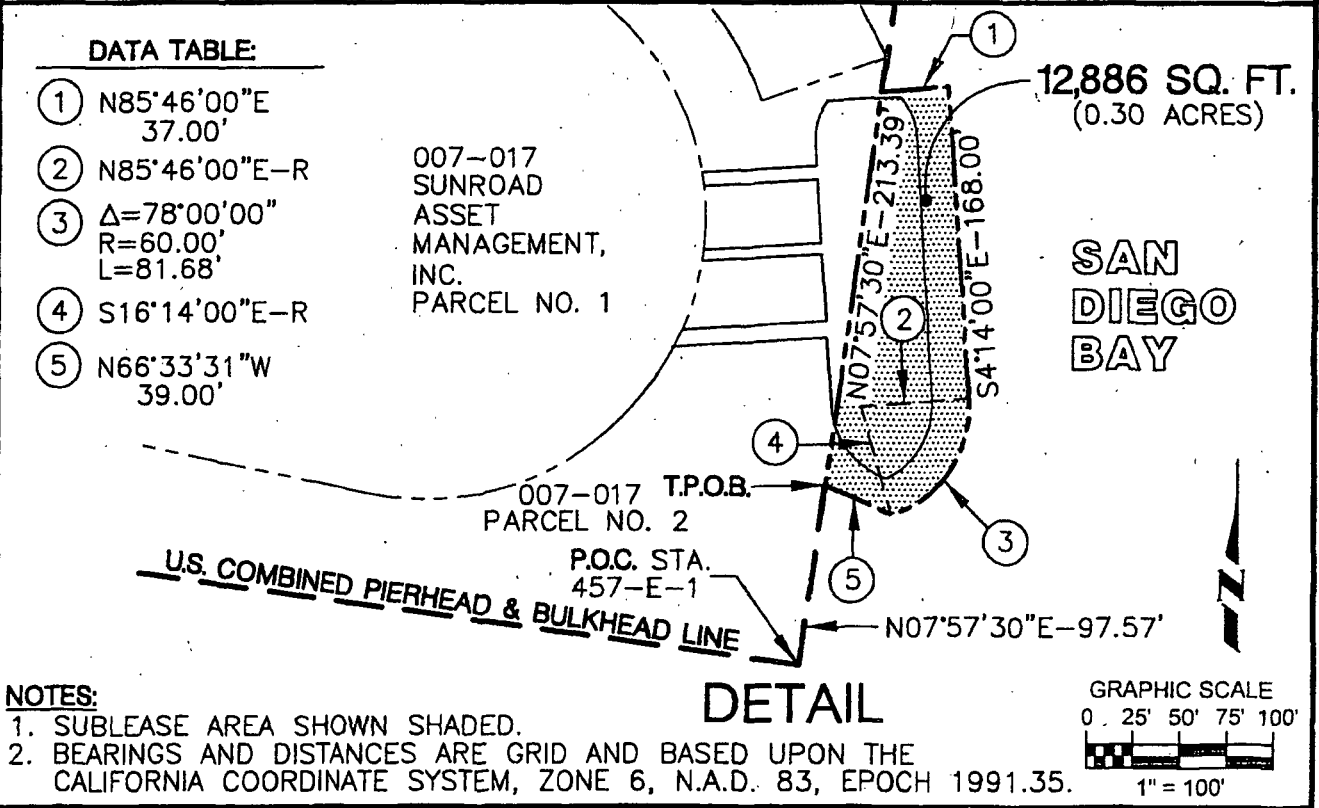 DATA TABLE:
1 N85°46'00"E
37.00'
2 N85°46'00"E-R
3 Δ=78°00'00"
R=60.00'
L=81.68'
4 S16°14'00"E-R
5 N66°33'31"W
39.00'
007-017
SUNROAD
ASSET
MANAGEMENT,
INC.
PARCEL NO. 1
1
12,886 SQ. FT.
(0.30 ACRES)
N07°57'30"E-213.39'
S4°14'00"E-168.00'
2
SAN
DIEGO
BAY
4
T.P.O.B.
007-017
PARCEL NO. 2
3
5
P.O.C. STA.
457-E-1
U.S. COMBINED PIERHEAD & BULKHEAD LINE
N07°57'30"E-97.57'
N
DETAIL
NOTES:
1. SUBLEASE AREA SHOWN SHADED.
2. BEARINGS AND DISTANCES ARE GRID AND BASED UPON THE
CALIFORNIA COORDINATE SYSTEM, ZONE 6, N.A.D. 83, EPOCH 1991.35.
GRAPHIC SCALE
0 25' 50' 75' 100'
1" = 100'